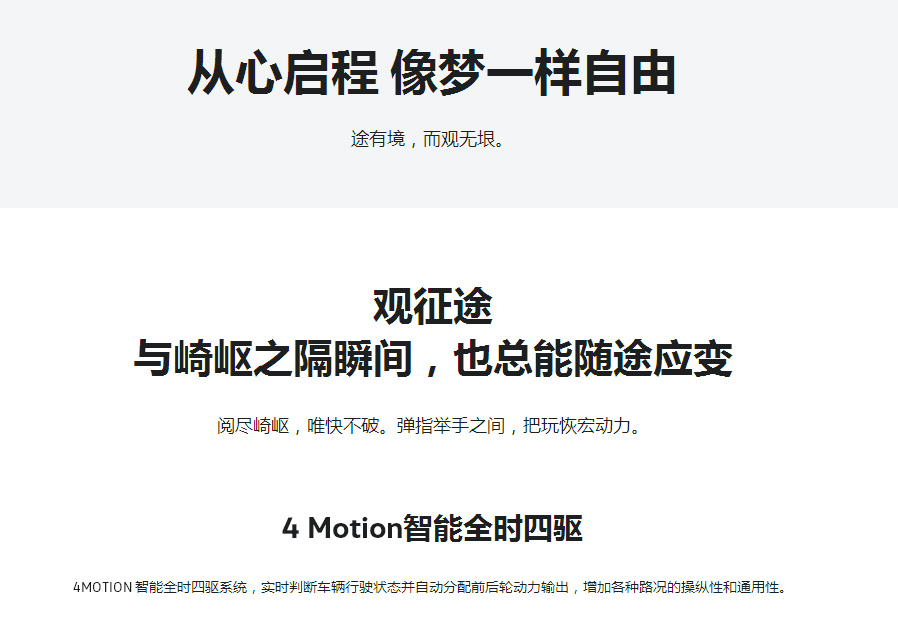 从心启程 像梦一样自由
途有境，而观无垠。
观征途
与崎岖之隔瞬间，也总能随途应变
阅尽崎岖，唯快不破。弹指举手之间，把玩恢宏动力。
4 Motion智能全时四驱
4MOTION 智能全时四驱系统，实时判断车辆行驶状态并自动分配前后轮动力输出，增加各种路况的操纵性和通用性。